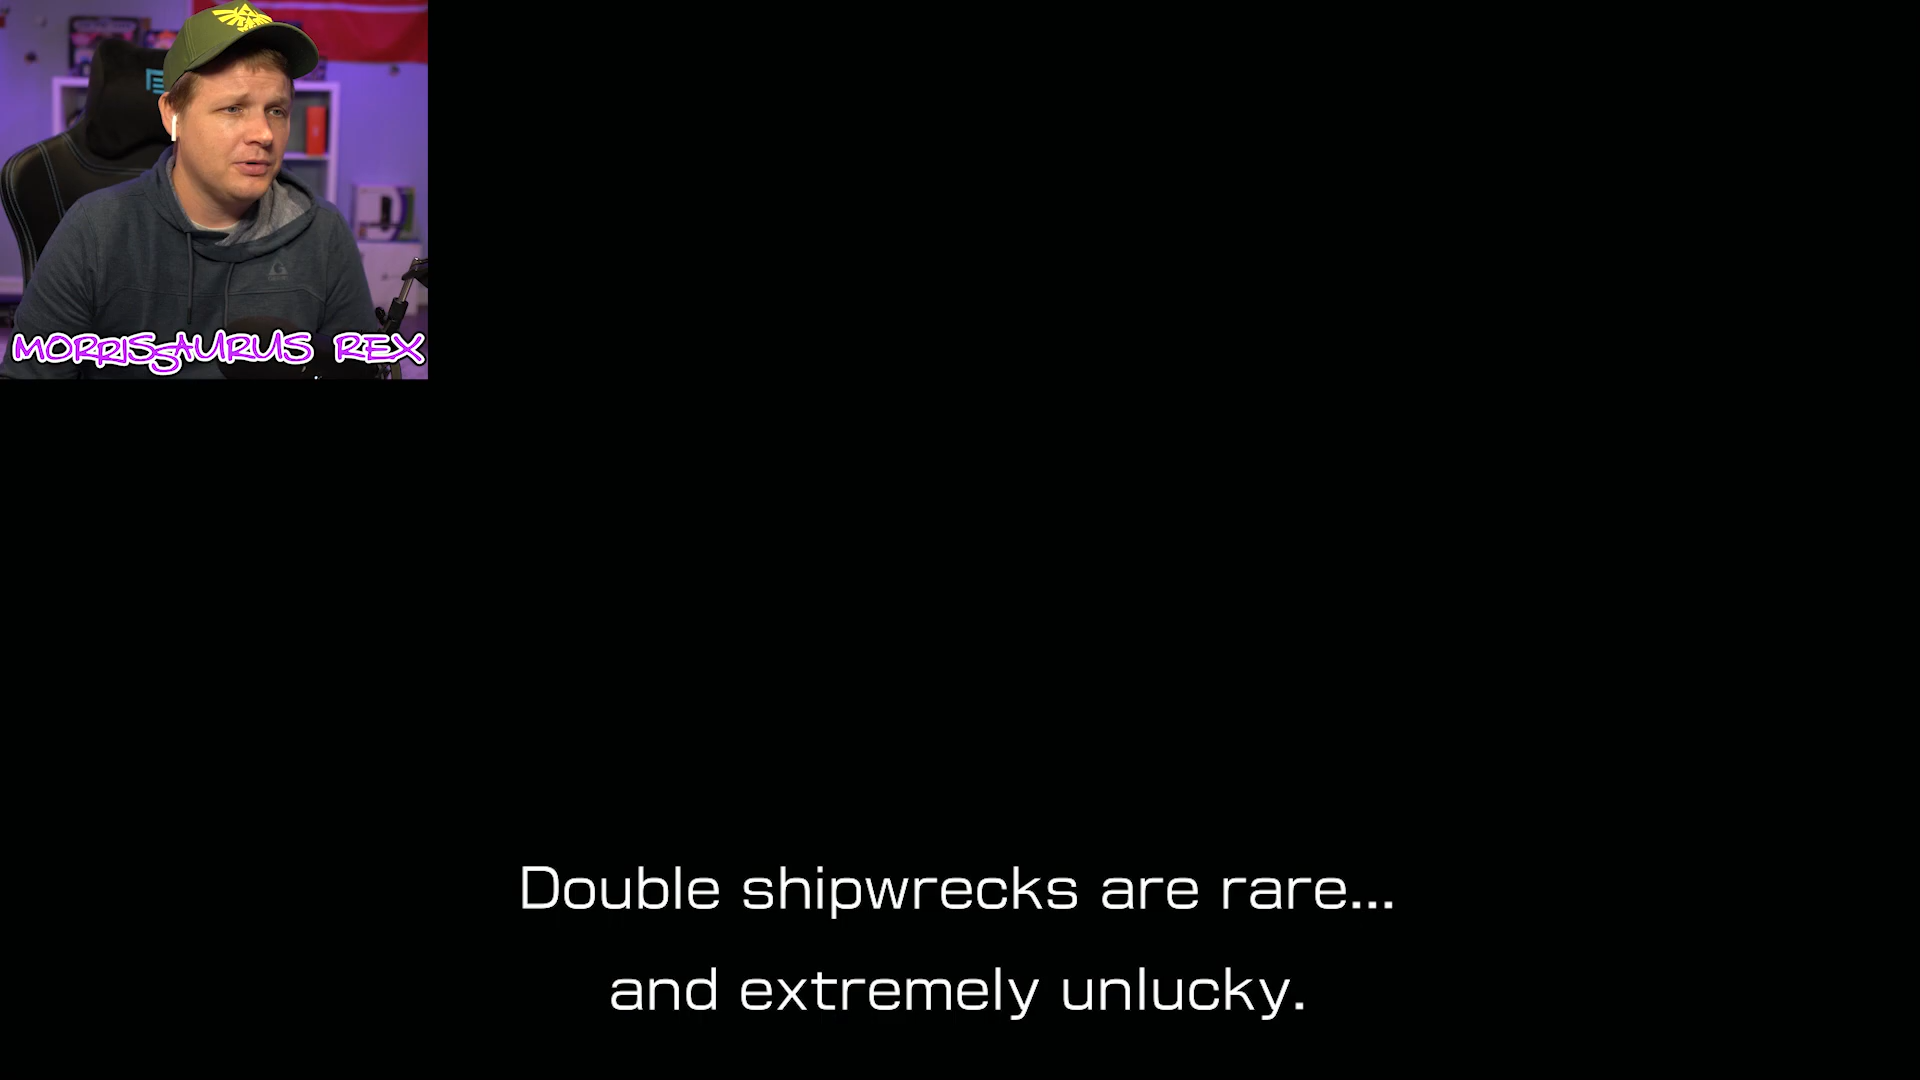 MORRISSAURUS REX
Double shipwrecks are rare...
and extremely unlucky.